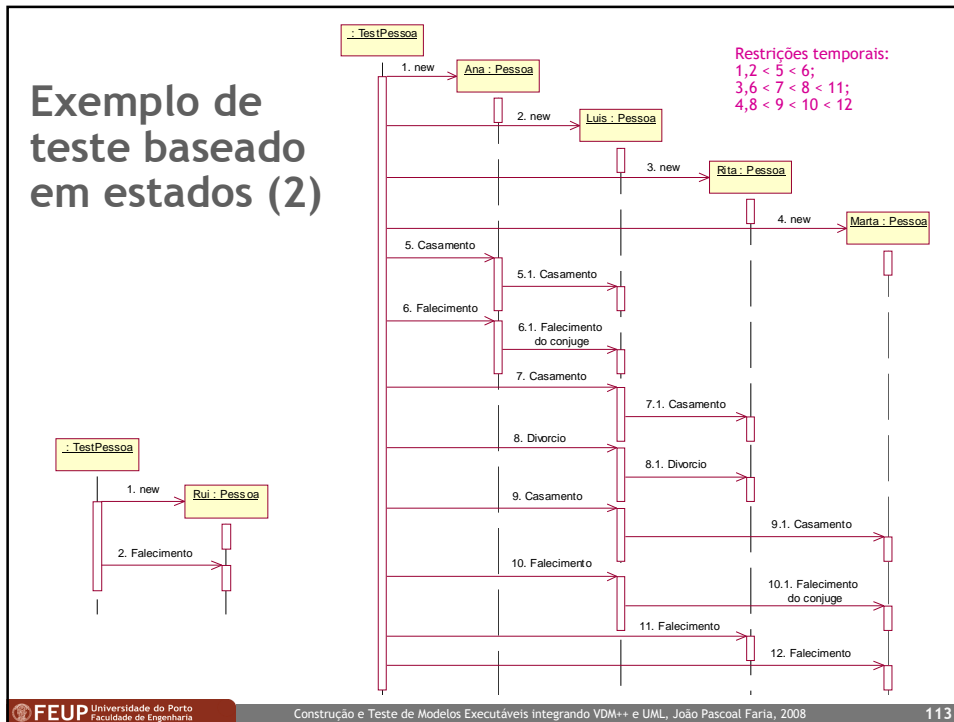 Exemplo de
teste baseado
em estados (2)
Restrições temporais:
1,2 < 5 < 6;
3,6 < 7 < 8 < 11;
4,8 < 9 < 10 < 12
: TestPessoa
1. new
Ana : Pessoa
2. new
Luis : Pessoa
3. new
Rita : Pessoa
4. new
Marta : Pessoa
5. Casamento
5.1. Casamento
6. Falecimento
6.1. Falecimento
do conjuge
7. Casamento
7.1. Casamento
8. Divorcio
8.1. Divorcio
9. Casamento
9.1. Casamento
10. Falecimento
10.1. Falecimento
do conjuge
11. Falecimento
12. Falecimento
: TestPessoa
1. new
Rui : Pessoa
2. Falecimento
FEUP Universidade do Porto
Faculdade de Engenharia
Construção e Teste de Modelos Executáveis integrando VDM++ e UML, João Pascoal Faria, 2008
113